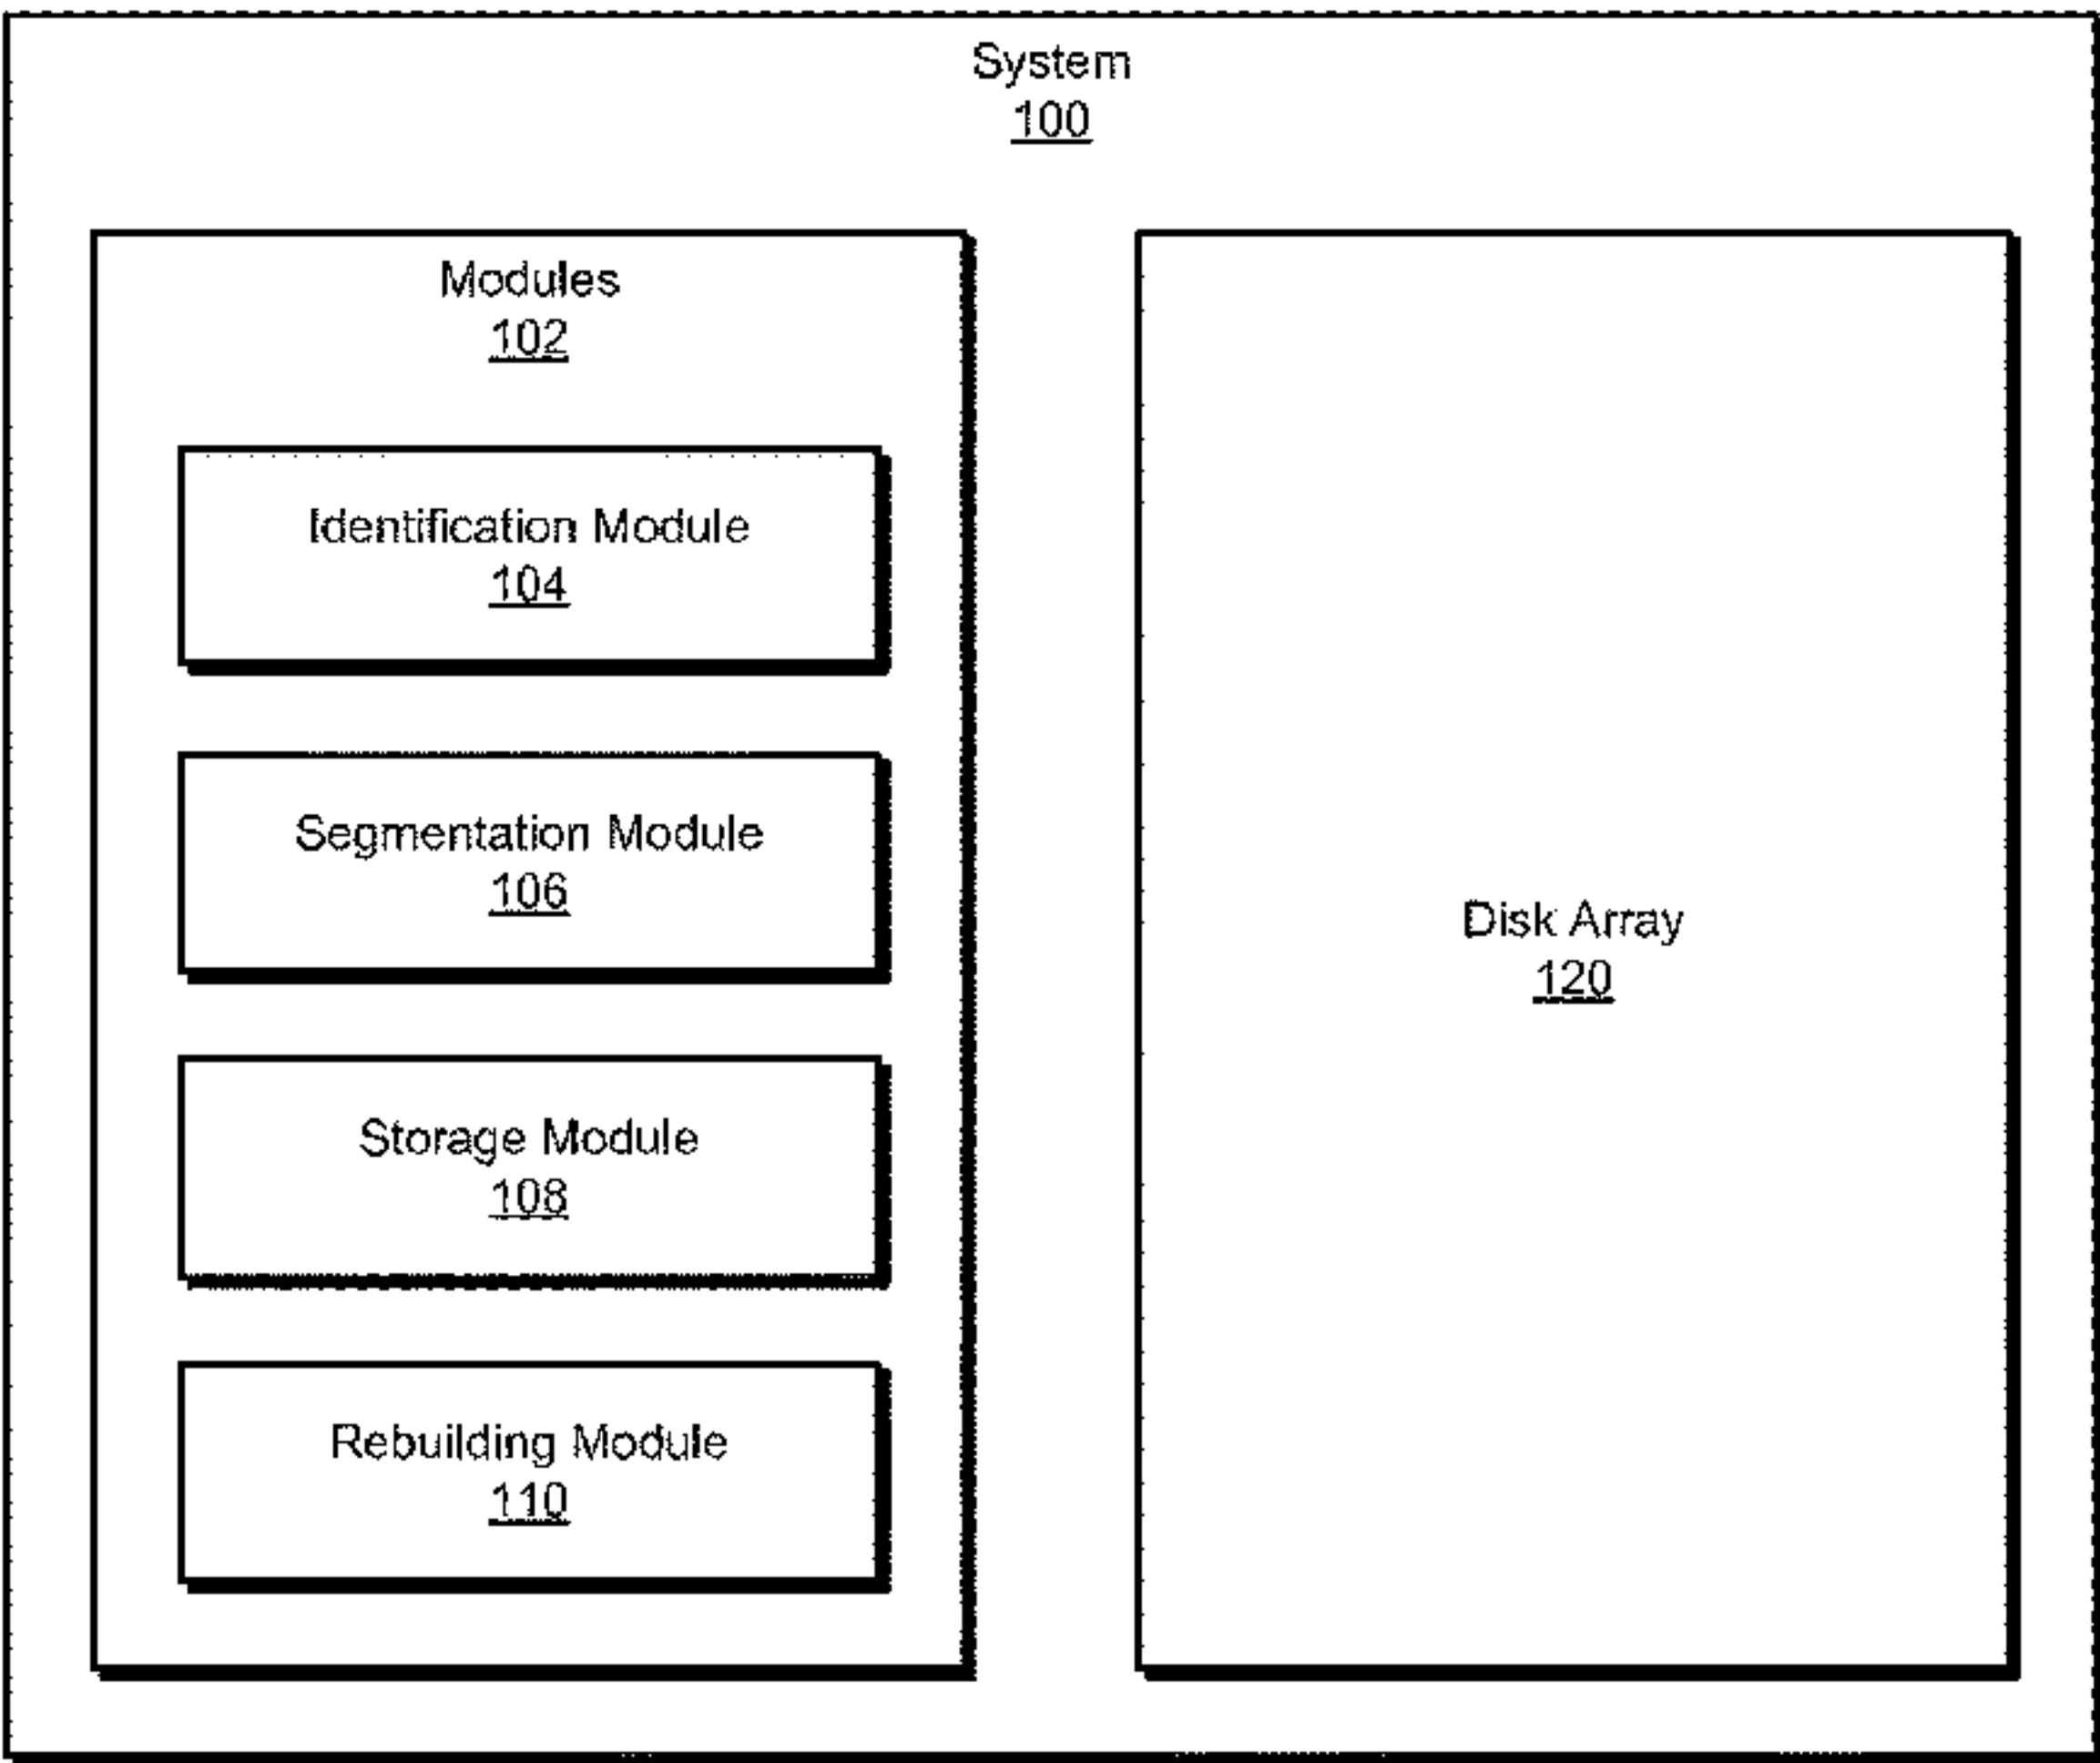 System
100
Modules
102
Identification Module
104
Segmentation Module
106
Storage Module
108
Rebuilding Module
110
Disk Array
120